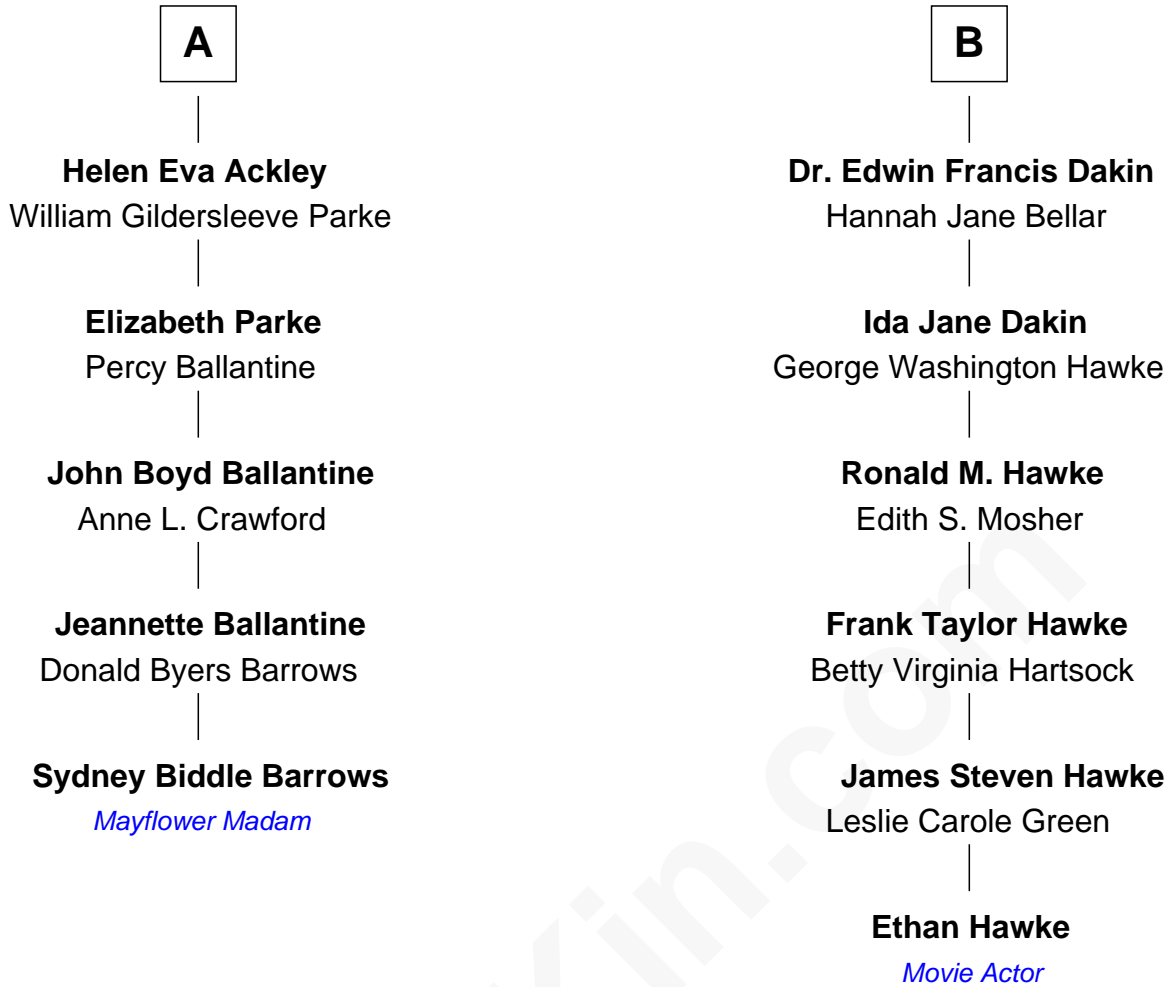 A
Helen Eva Ackley
William Gildersleeve Parke
Elizabeth Parke
Percy Ballantine
John Boyd Ballantine
Anne L. Crawford
Jeannette Ballantine
Donald Byers Barrows
Sydney Biddle Barrows
Mayflower Madam
B
Dr. Edwin Francis Dakin
Hannah Jane Bellar
Ida Jane Dakin
George Washington Hawke
Ronald M. Hawke
Edith S. Mosher
Frank Taylor Hawke
Betty Virginia Hartsock
James Steven Hawke
Leslie Carole Green
Ethan Hawke
Movie Actor